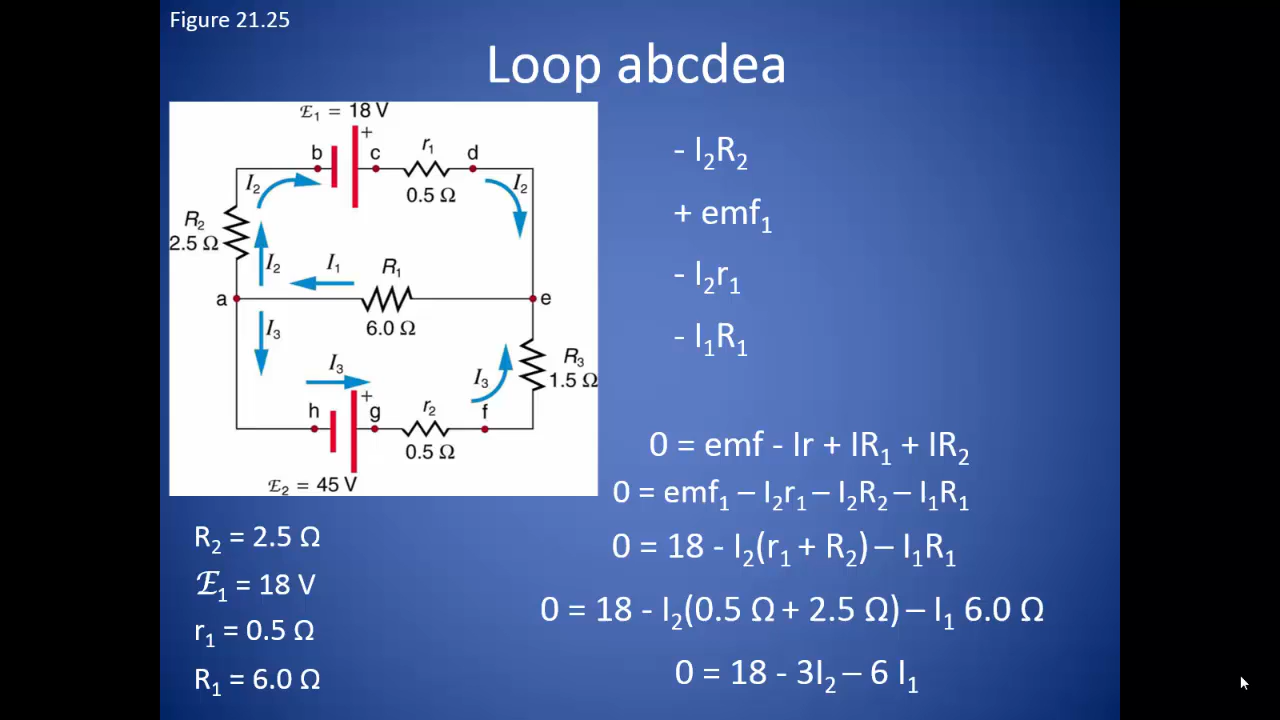 Figure 21.25
Loop abcdea
ℰ₁ = 18 V
+
b
c
r₁
d
0.5 Ω
I₂
I₂
R₂
2.5 Ω
I₂
I₁
R₁
a
e
6.0 Ω
I₃
R₃
1.5 Ω
I₃
I₃
+
h
g
r₂
f
0.5 Ω
ℰ₂ = 45 V
- I₂R₂
+ emf₁
- I₂r₁
- I₁R₁
0 = emf - Ir + IR₁ + IR₂
0 = emf₁ – I₂r₁ – I₂R₂ – I₁R₁
0 = 18 - I₂(r₁ + R₂) – I₁R₁
0 = 18 - I₂(0.5 Ω + 2.5 Ω) – I₁ 6.0 Ω
0 = 18 - 3I₂ – 6 I₁
R₂ = 2.5 Ω
ℰ₁ = 18 V
r₁ = 0.5 Ω
R₁ = 6.0 Ω